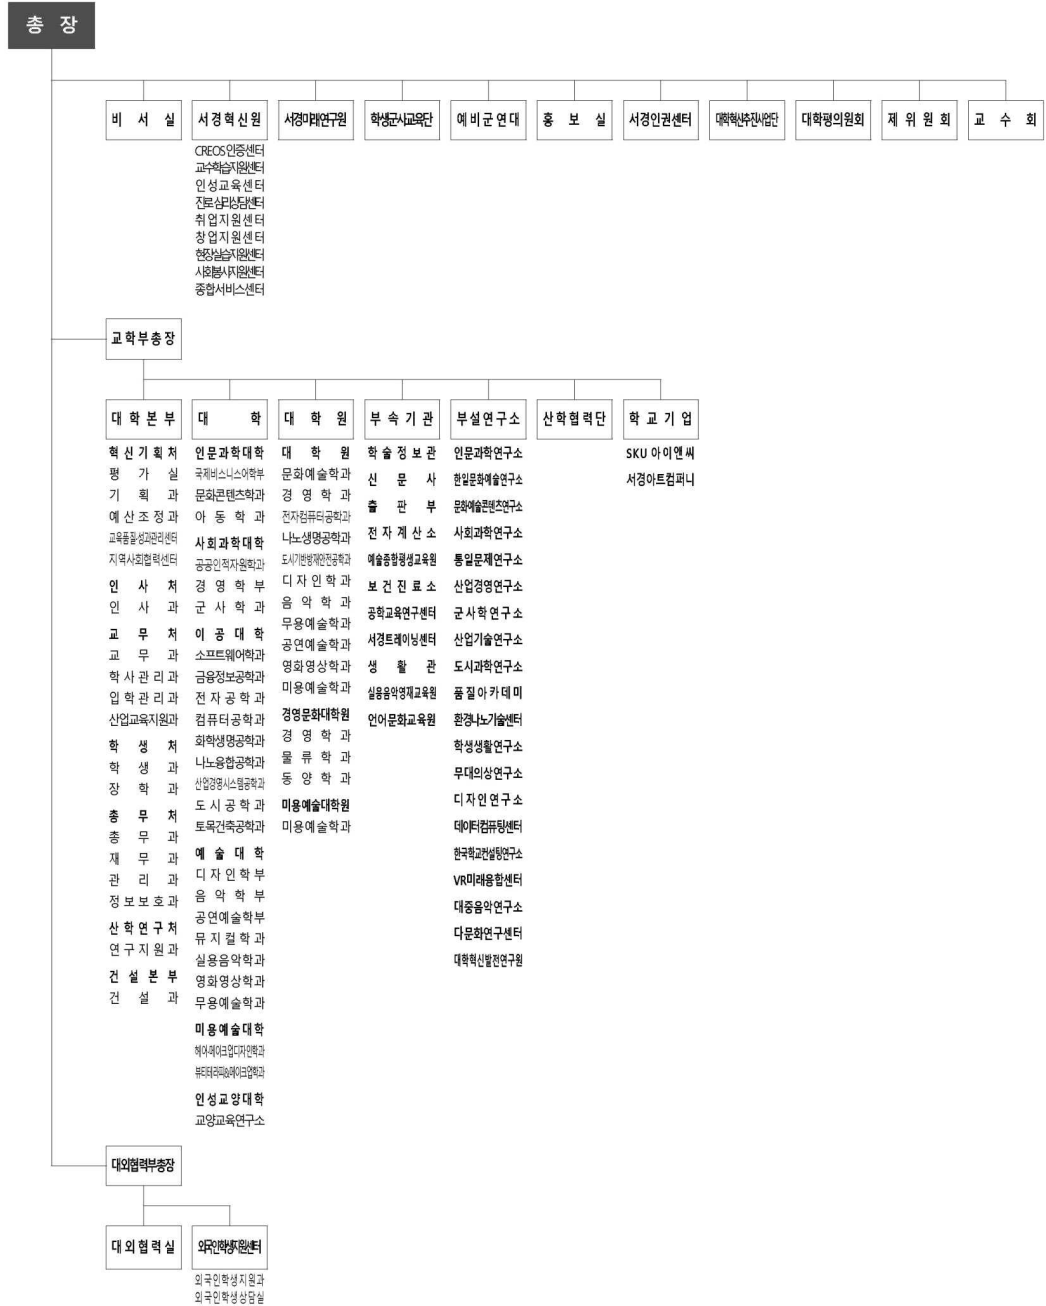 총 장
비 서 실
서경혁신원
CREOS인증센터
교수학습지원센터
인성교육센터
진로심리상담센터
취업지원센터
창업지원센터
현장실습지원센터
사회봉사지원센터
종합서비스센터
서경미래연구원
학생군사교육단
예비군연대
홍 보 실
서경인권센터
대학혁신추진사업단
대학평의원회
제위원회
교 수 회
교학부총장
대학본부
혁신기획처
평 가 실
기 획 과
예산조정과
교육품질·성과관리센터
지역사회협력센터
인 사 처
인 사 과
교 무 처
교 무 과
학사관리과
입학관리과
산업교육지원과
학 생 처
학 생 과
장 학 과
총 무 처
총 무 과
재 무 과
관 리 과
정보보호과
산학연구처
연구지원과
건설본부
건 설 과
대 학
인문과학대학
국제비스니스어학부
문화콘텐츠학과
아동학과
사회과학대학
공공인적자원학과
경영학부
군사학과
이공대학
소프트웨어학과
금융정보공학과
전자공학과
컴퓨터공학과
화학생명공학과
나노융합공학과
산업경영시스템공학과
도시공학과
토목건축공학과
예술대학
디자인학부
음악학부
공연예술학부
뮤지컬학과
실용음악학과
영화영상학과
무용예술학과
미용예술대학
헤어·메이크업디자인학과
뷰티테라피&메이크업학과
인성교양대학
교양교육연구소
대 학 원
대 학 원
문화예술학과
경영학과
전자컴퓨터공학과
나노생명공학과
도시기반방재안전공학과
디자인학과
음악학과
무용예술학과
공연예술학과
영화영상학과
미용예술학과
경영문화대학원
경영학과
물류학과
동양학과
미용예술대학원
미용예술학과
부속기관
학술정보관
신 문 사
출 판 부
전자계산소
예술종합평생교육원
보건진료소
공학교육연구센터
서경트레이닝센터
생 활 관
실용음악영재교육원
언어문화교육원
부설연구소
인문과학연구소
한일문화예술연구소
문화예술콘텐츠연구소
사회과학연구소
통일문제연구소
산업경영연구소
군사학연구소
산업기술연구소
도시과학연구소
품질아카데미
환경나노기술센터
학생생활연구소
무대의상연구소
디자인연구소
데이터컴퓨팅센터
한국학교컨설팅연구소
VR미래융합센터
대중음악연구소
다문화연구센터
대학혁신발전연구원
산학협력단
학교기업
SKU 아이앤씨
서경아트컴퍼니
대외협력부총장
대외협력실
외국인학생지원센터
외국인학생지원과
외국인학생상담실